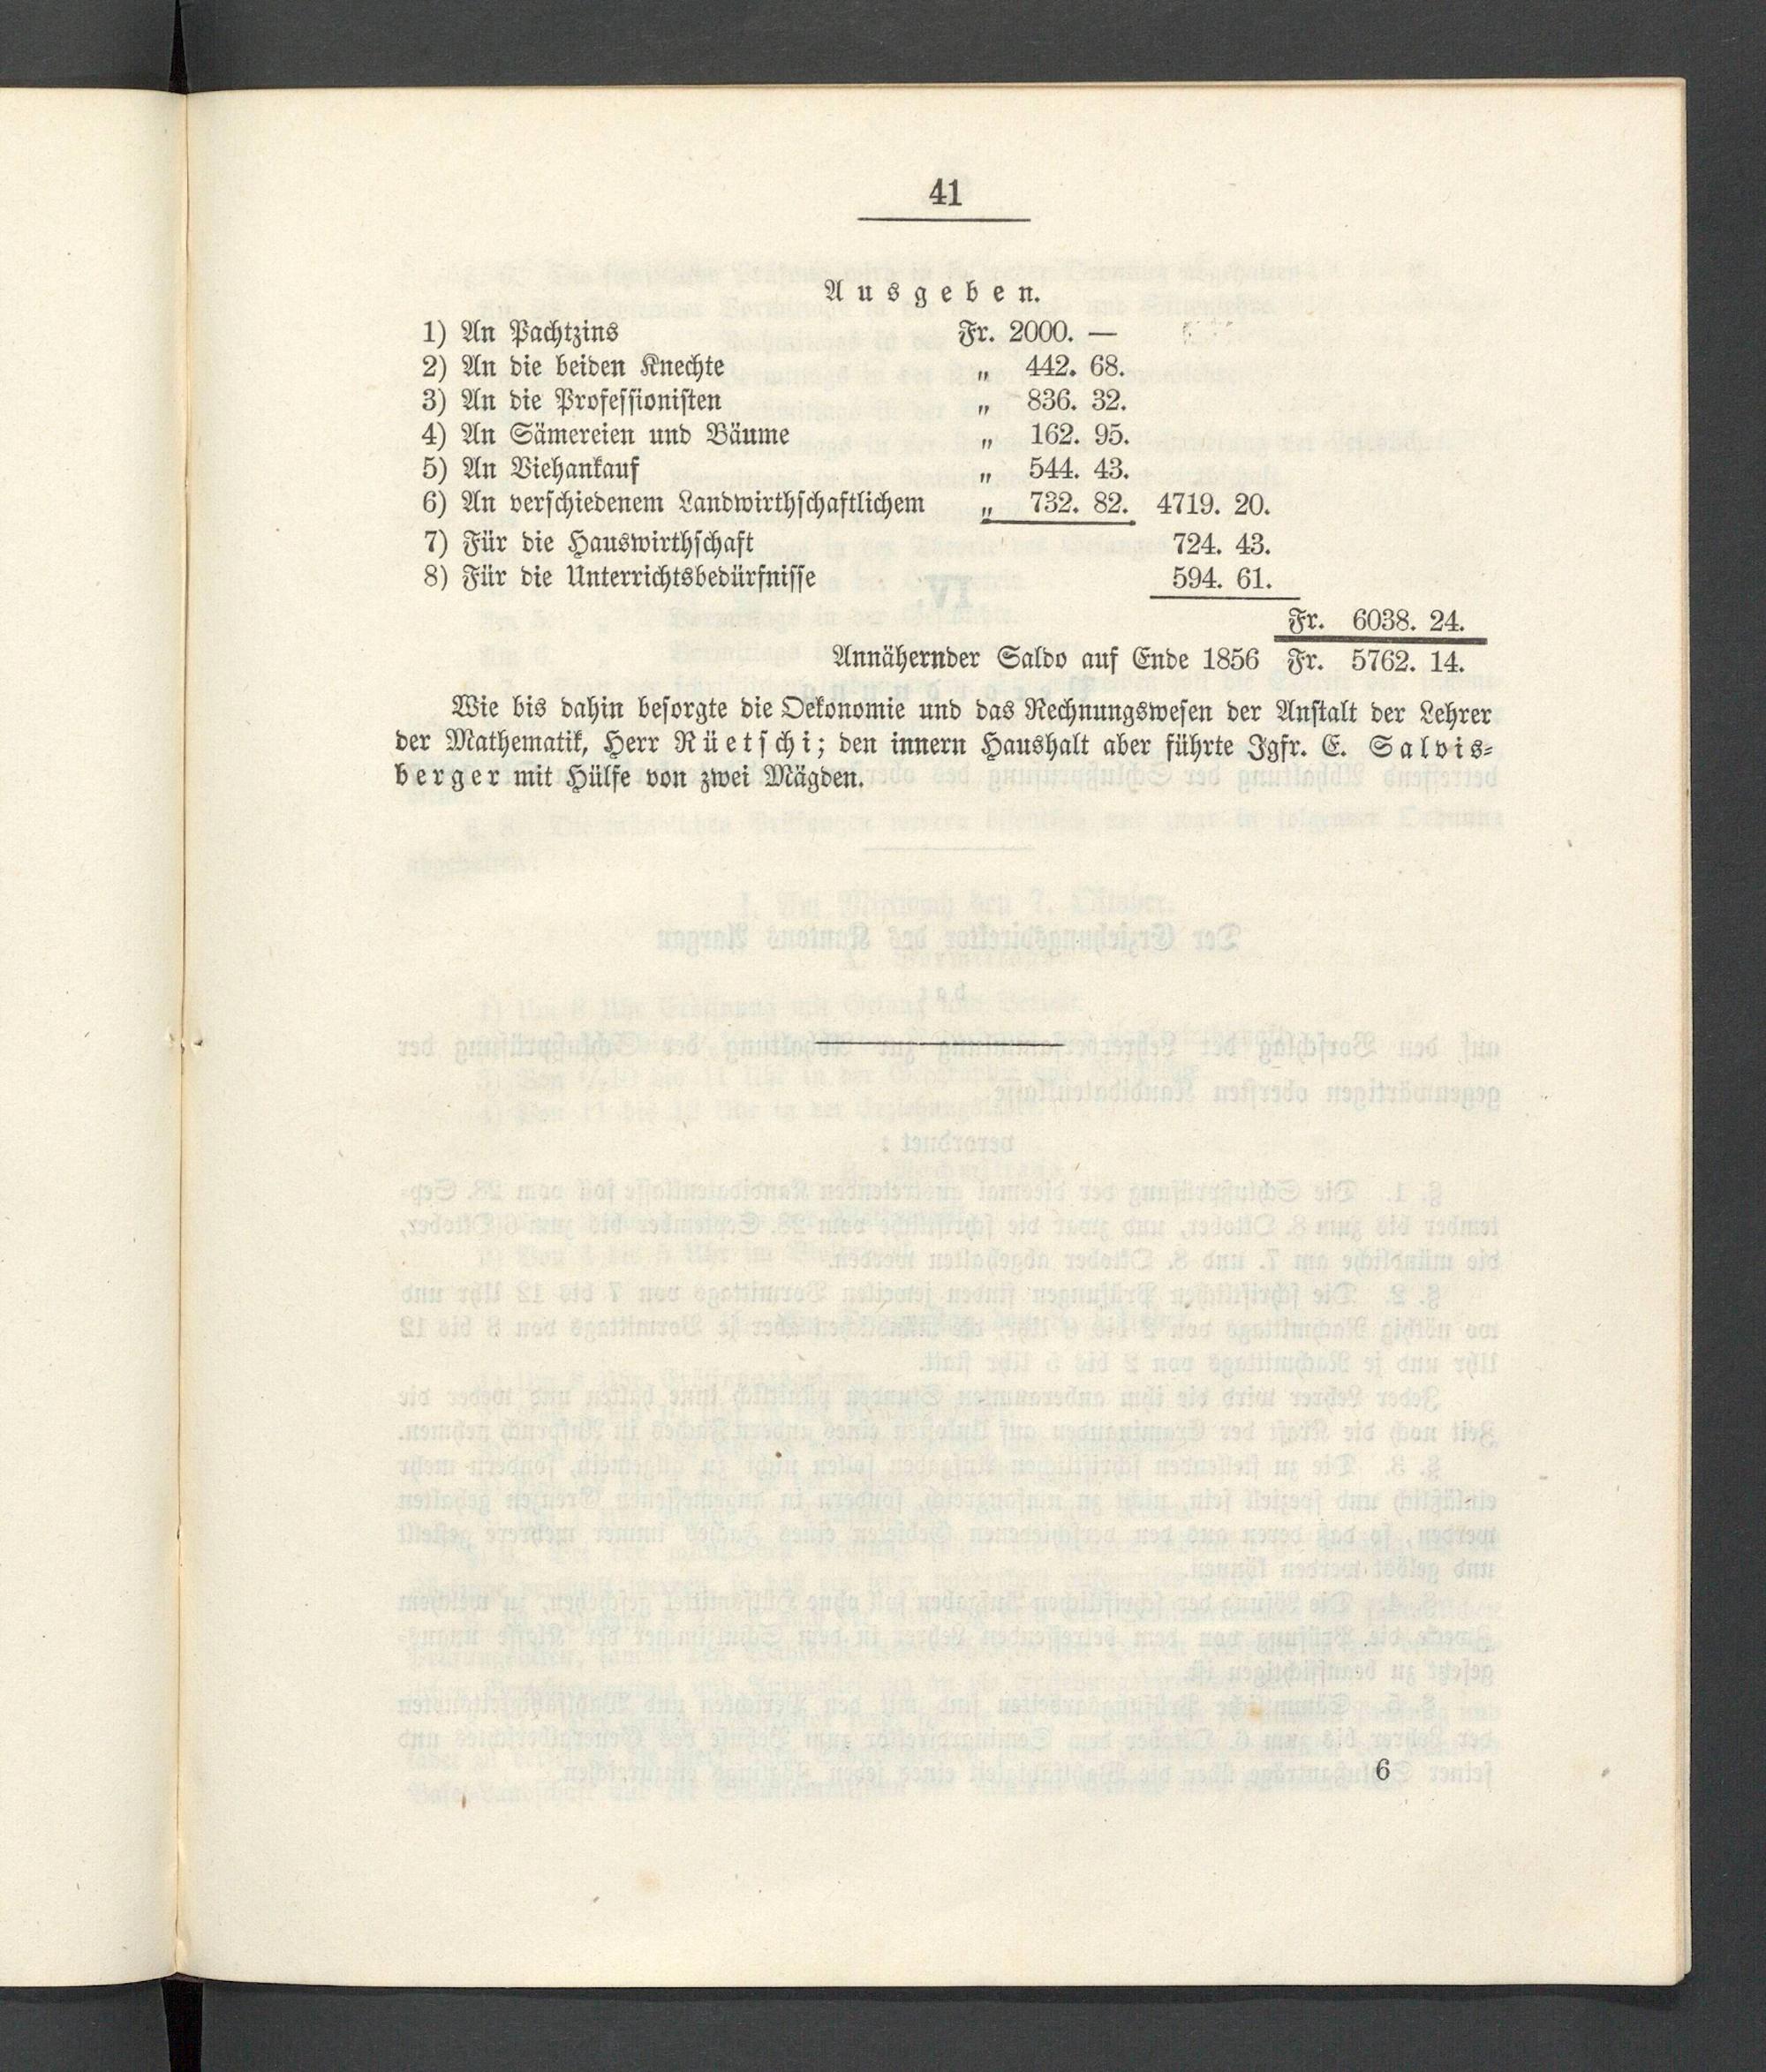 41
Ausgeben.
1) An Pachtzins Fr. 2000. —
2) An die beiden Knechte „ 442. 68.
3) An die Professionisten „ 836. 32.
4) An Sämereien und Bäume „ 162. 95.
5) An Viehankauf „ 544. 43.
6) An verschiedenem Landwirthschaftlichem „ 732. 82. 4719. 20.
7) Für die Hauswirthschaft 724. 43.
8) Für die Unterrichtsbedürfnisse 594. 61.
Fr. 6038. 24.
Annähernder Saldo auf Ende 1856 Fr. 5762. 14.
Wie bis dahin besorgte die Oekonomie und das Rechnungswesen der Anstalt der Lehrer
der Mathematik, Herr Rüetschi; den innern Haushalt aber führte Jgfr. E. Salvis-
berger mit Hülfe von zwei Mägden.
6